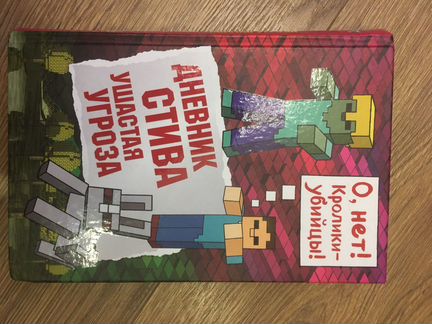 О, нет!
Кролики-
убийцы!
ДНЕВНИК
СТИВА
УШАСТАЯ
УГРОЗА